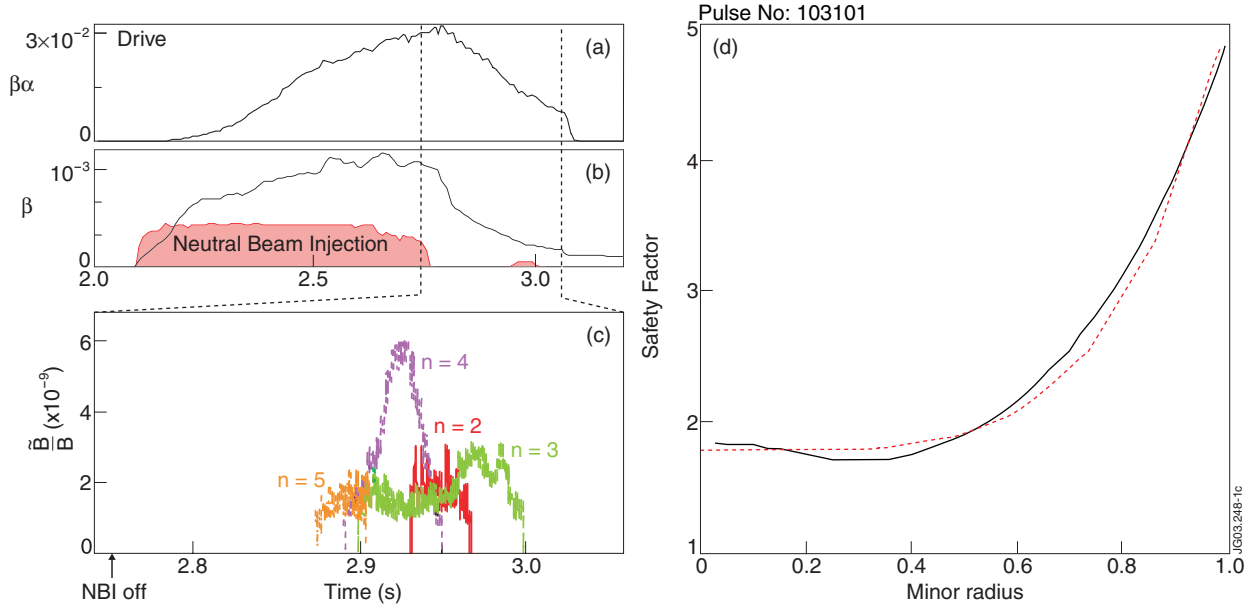 Pulse No: 103101
Drive
(a)
3×10⁻²
βα
0
(b)
10⁻³
β
Neutral Beam Injection
0
2.0
2.5
3.0
(c)
6
n = 4
B̃/B (x10⁻⁹)
4
n = 2
n = 3
n = 5
2
0
2.8
2.9
3.0
NBI off
Time (s)
(d)
5
4
3
2
1
Safety Factor
0
0.2
0.4
0.6
0.8
1.0
Minor radius
JG03.248-1c